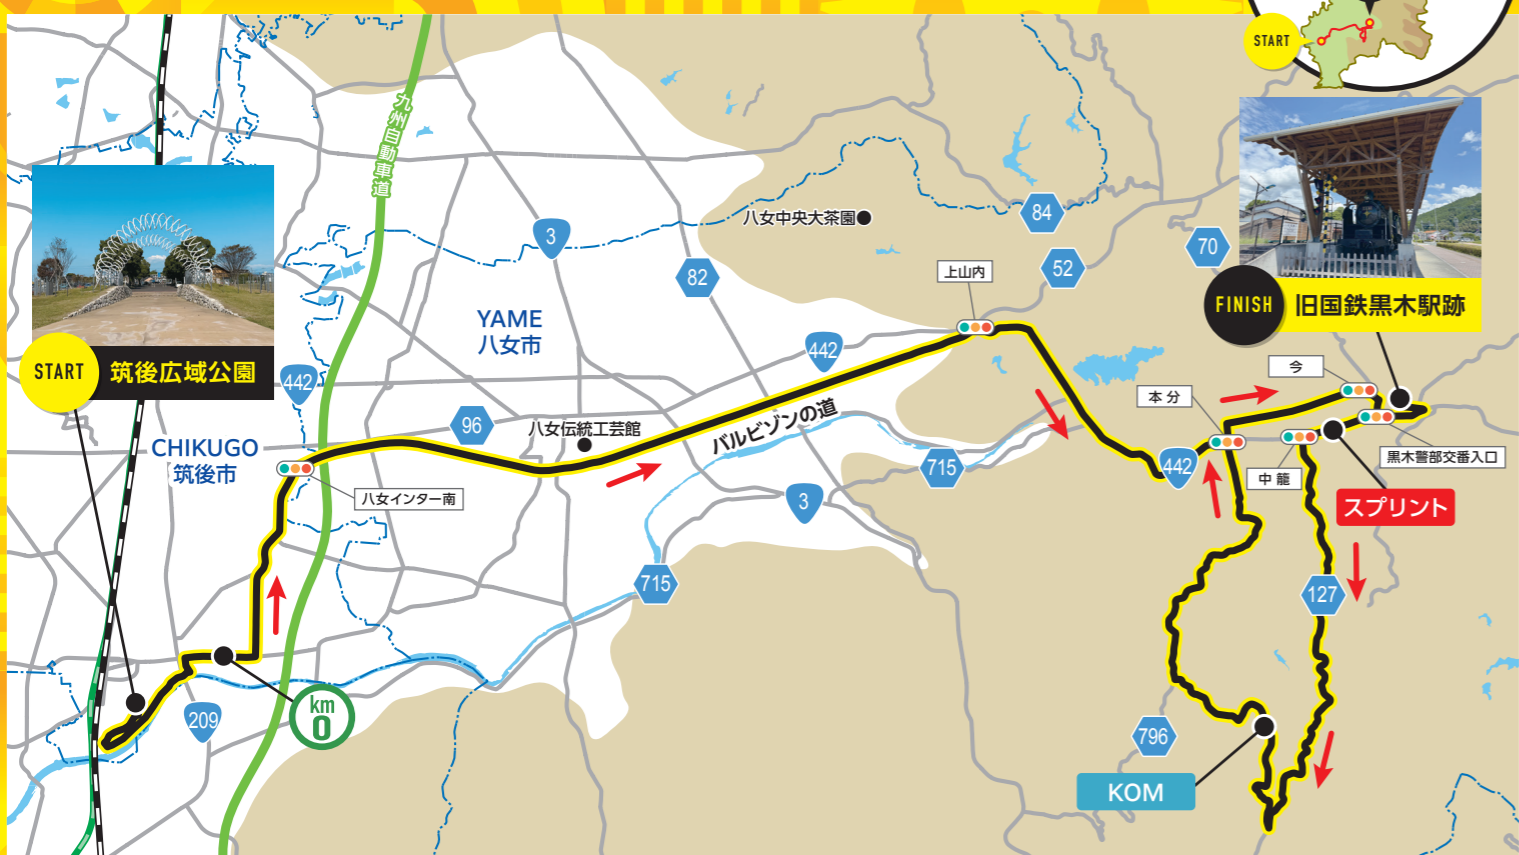 START
九州自動車道
八女中央大茶園
84
70
3
52
82
上山内
FINISH
旧国鉄黒木駅跡
YAME
八女市
START
筑後広域公園
442
442
今
本分
96
八女伝統工芸館
バルビゾンの道
CHIKUGO
筑後市
黒木警部交番入口
715
442
中籠
八女インター南
3
スプリント
715
127
km
0
209
796
KOM